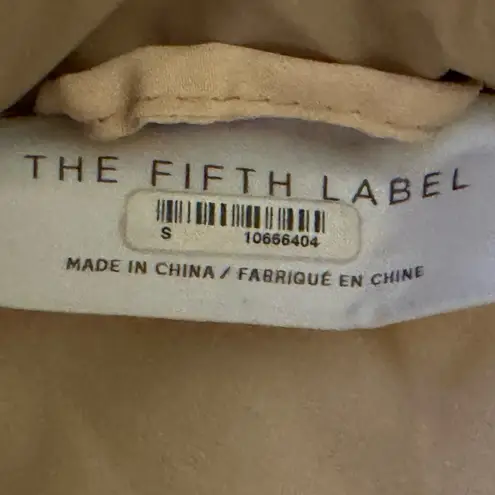 THE FIFTH LABEL
S 10666404
MADE IN CHINA / FABRIQUÉ EN CHINE